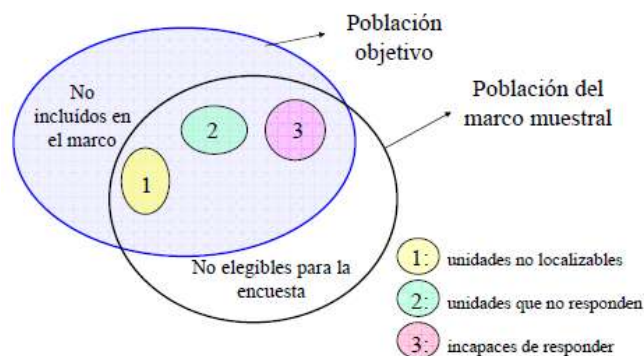 Población
objetivo
No
incluídos en
el marco
Población del
marco muestral
2
3
1
No elegibles para la
encuesta
1: unidades no localizables
2: unidades que no responden
3: incapaces de responder